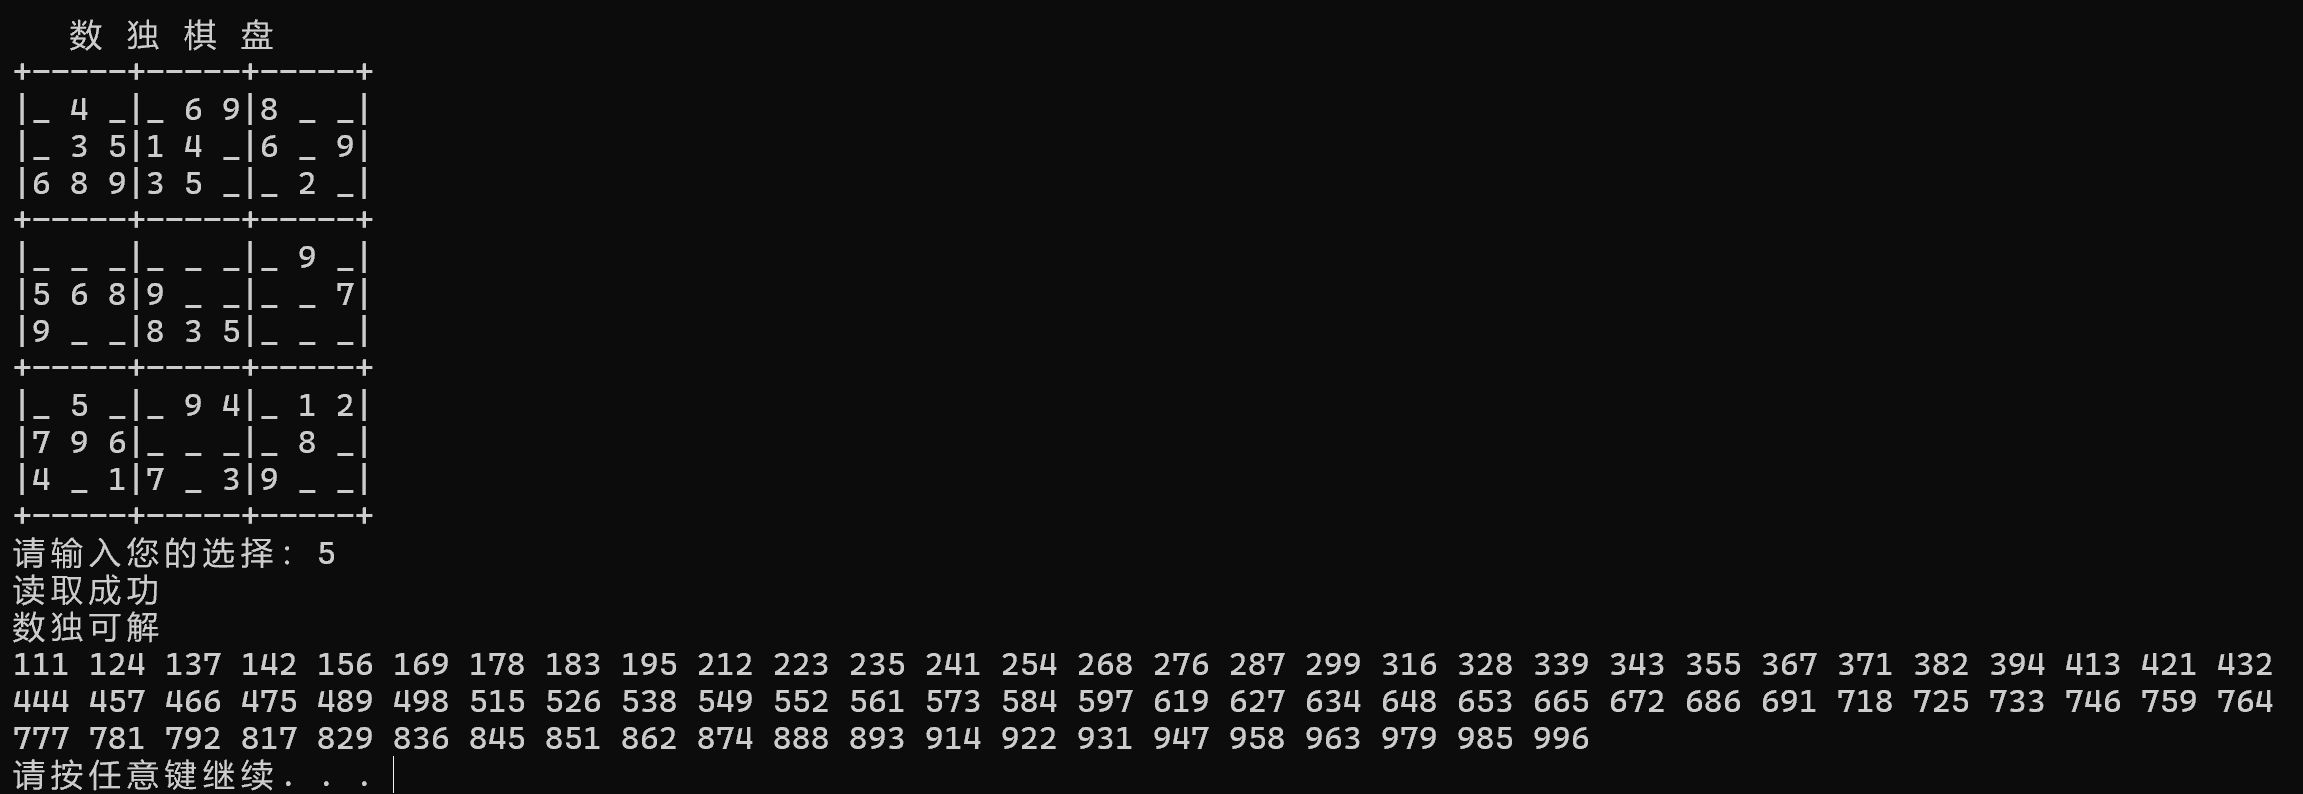 数 独 棋 盘
+-----+-----+-----+
|_ 4 _|_ 6 9|8 _ _|
|_ 3 5|1 4 _|6 _ 9|
|6 8 9|3 5 _|_ 2 _|
+-----+-----+-----+
|_ _ _|_ _ _|_ 9 _|
|5 6 8|9 _ _|_ _ 7|
|9 _ _|8 3 5|_ _ _|
+-----+-----+-----+
|_ 5 _|_ 9 4|_ 1 2|
|7 9 6|_ _ _|_ 8 _|
|4 _ 1|7 _ 3|9 _ _|
+-----+-----+-----+
请输入您的选择: 5
读取成功
数独可解
111 124 137 142 156 169 178 183 195 212 223 235 241 254 268 276 287 299 316 328 339 343 355 367 371 382 394 413 421 432
444 457 466 475 489 498 515 526 538 549 552 561 573 584 597 619 627 634 648 653 665 672 686 691 718 725 733 746 759 764
777 781 792 817 829 836 845 851 862 874 888 893 914 922 931 947 958 963 979 985 996
请按任意键继续. . .